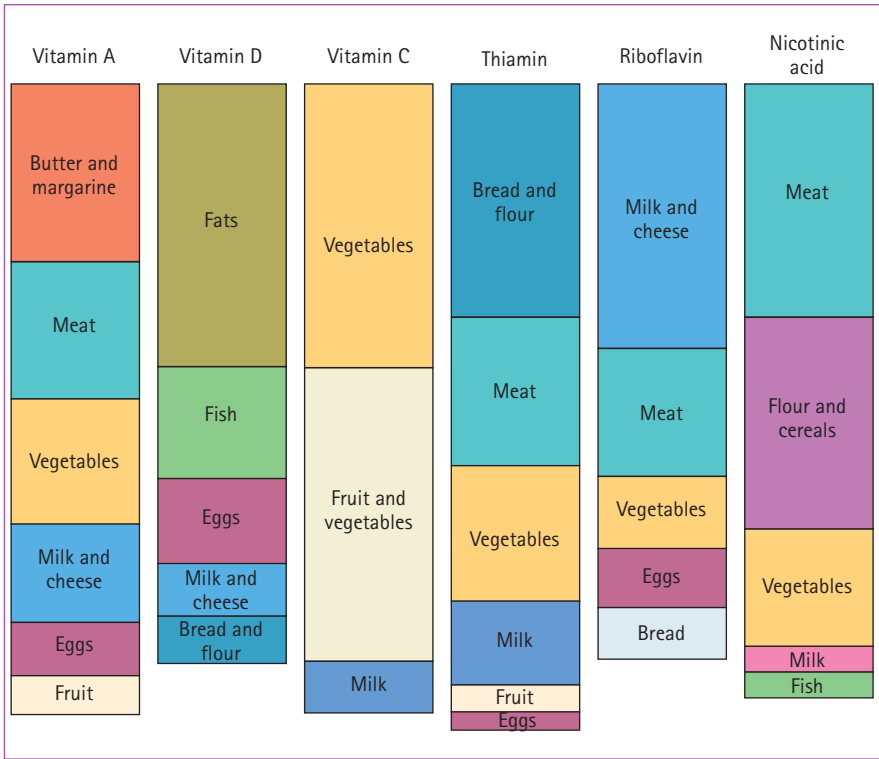 Vitamin A
Butter and
margarine
Meat
Vegetables
Milk and
cheese
Eggs
Fruit
Vitamin D
Fats
Fish
Eggs
Milk and
cheese
Bread and
flour
Vitamin C
Vegetables
Fruit and
vegetables
Milk
Thiamin
Bread and
flour
Meat
Vegetables
Milk
Fruit
Eggs
Riboflavin
Milk and
cheese
Meat
Vegetables
Eggs
Bread
Nicotinic
acid
Meat
Flour and
cereals
Vegetables
Milk
Fish